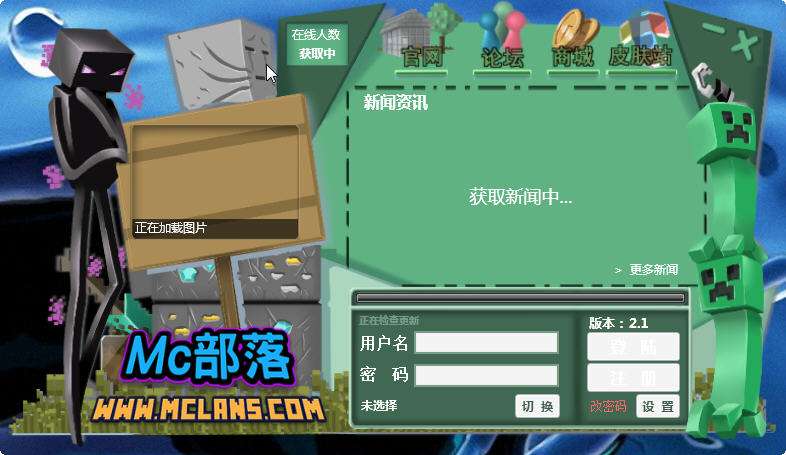 在线人数
获取中
官网
论坛
商城
皮肤站
新闻资讯
获取新闻中...
正在加载图片
> 更多新闻
正在检查更新
版本：2.1
用户名
登 陆
密 码
注 册
未选择
切 换
改密码
设 置
Mc部落
WWW.MCLANS.COM